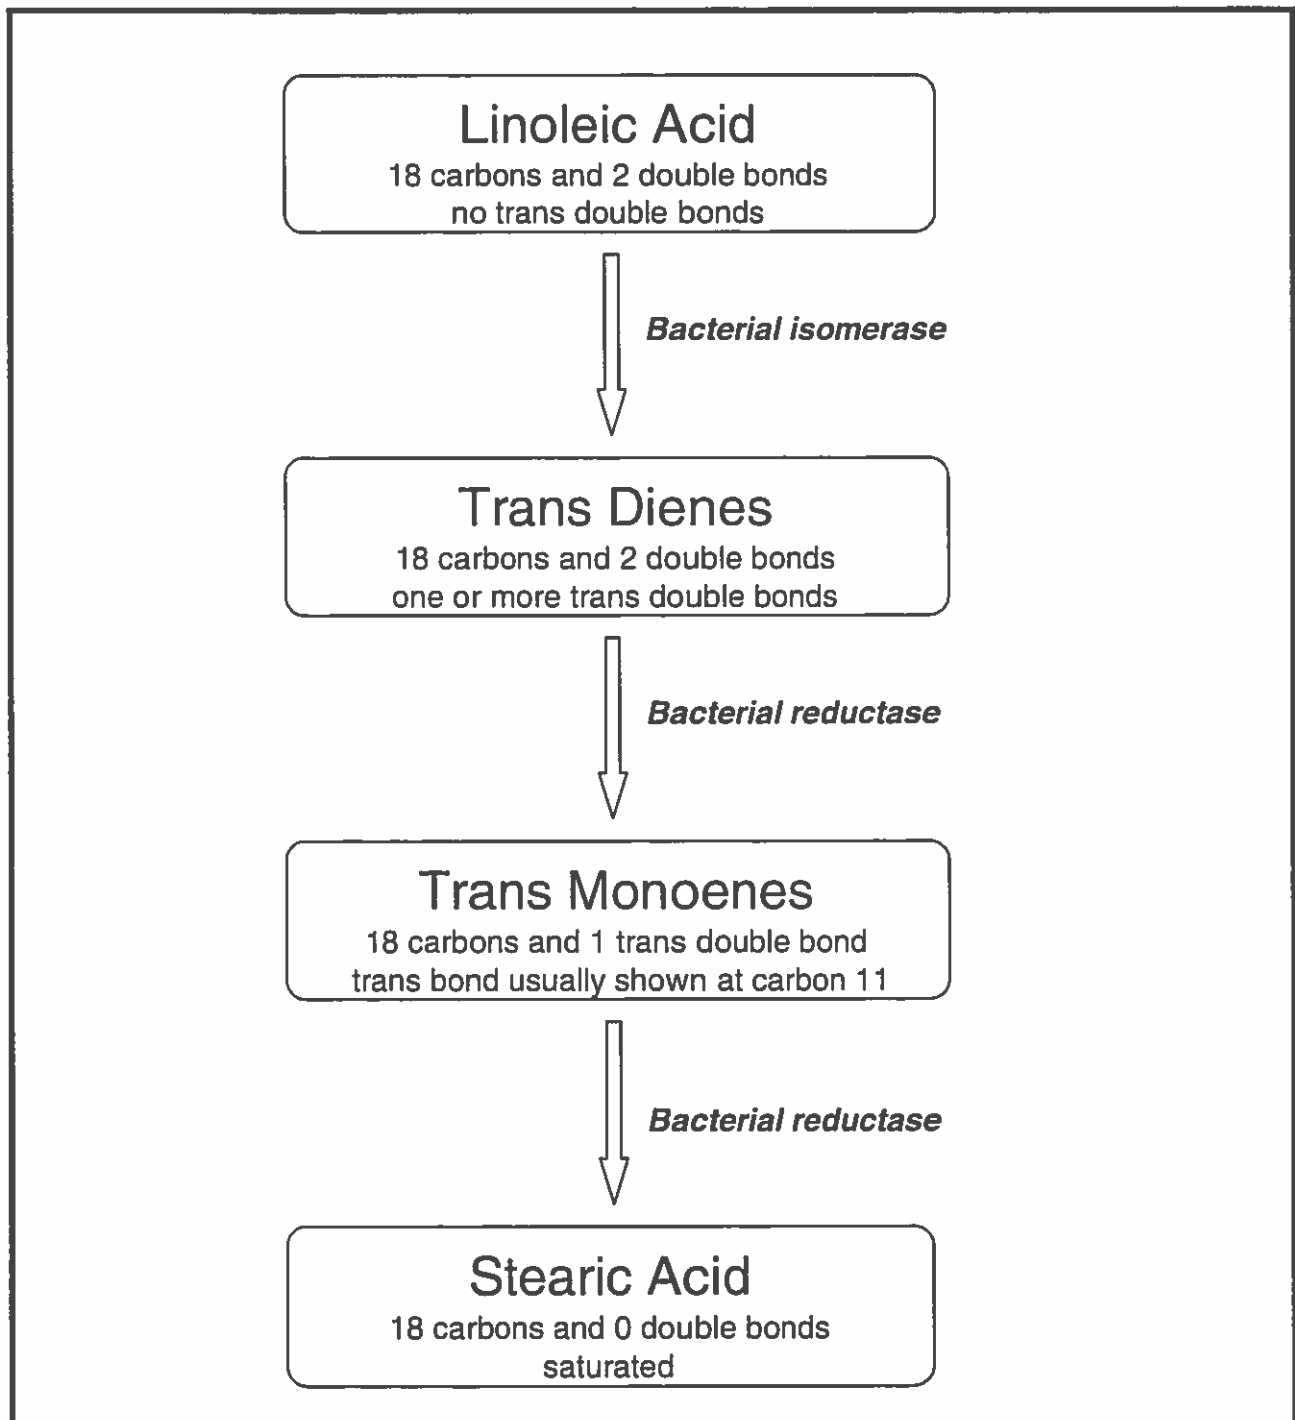 Linoleic Acid
18 carbons and 2 double bonds
no trans double bonds
Bacterial isomerase
Trans Dienes
18 carbons and 2 double bonds
one or more trans double bonds
Bacterial reductase
Trans Monoenes
18 carbons and 1 trans double bond
trans bond usually shown at carbon 11
Bacterial reductase
Stearic Acid
18 carbons and 0 double bonds
saturated